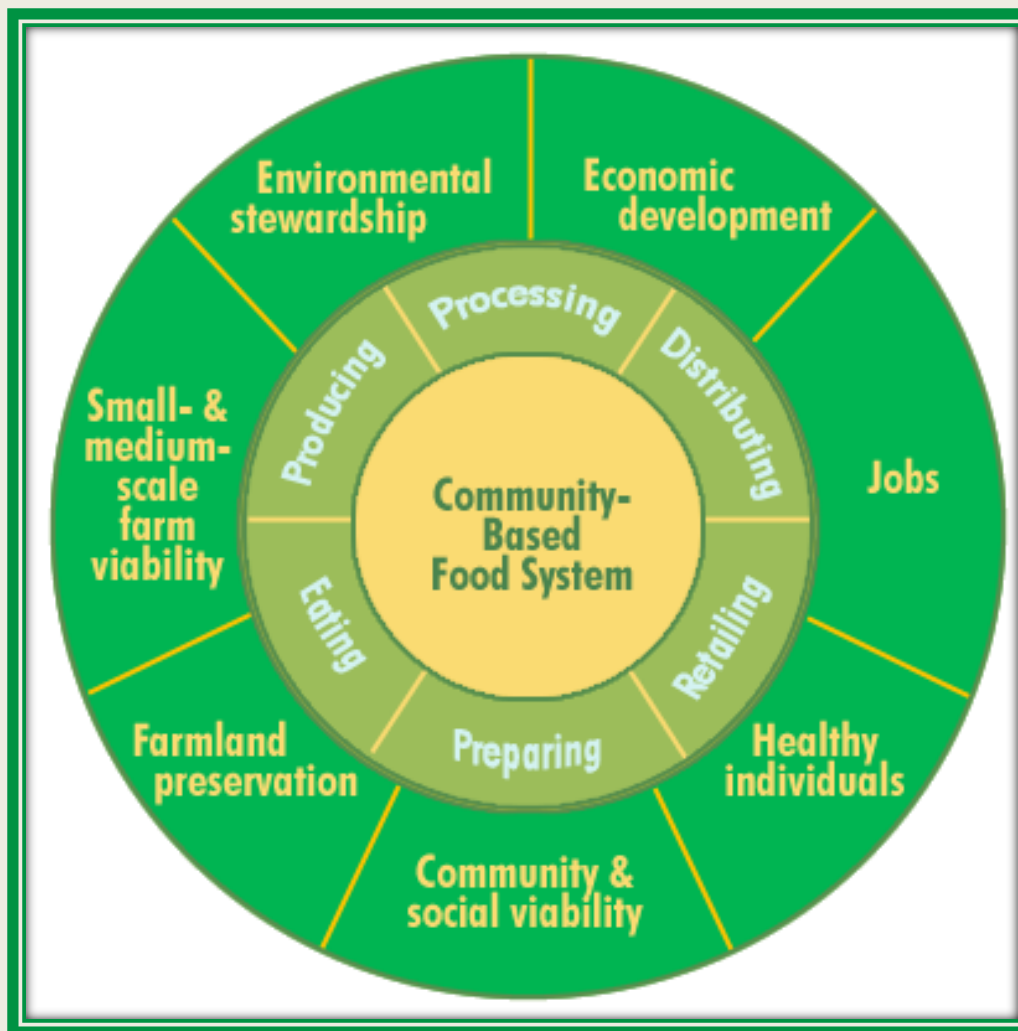 Environmental
stewardship
Economic
development
Jobs
Healthy
individuals
Community &
social viability
Farmland
preservation
Small- &
medium-
scale
farm
viability
Processing
Distributing
Retailing
Preparing
Eating
Producing
Community-
Based
Food System